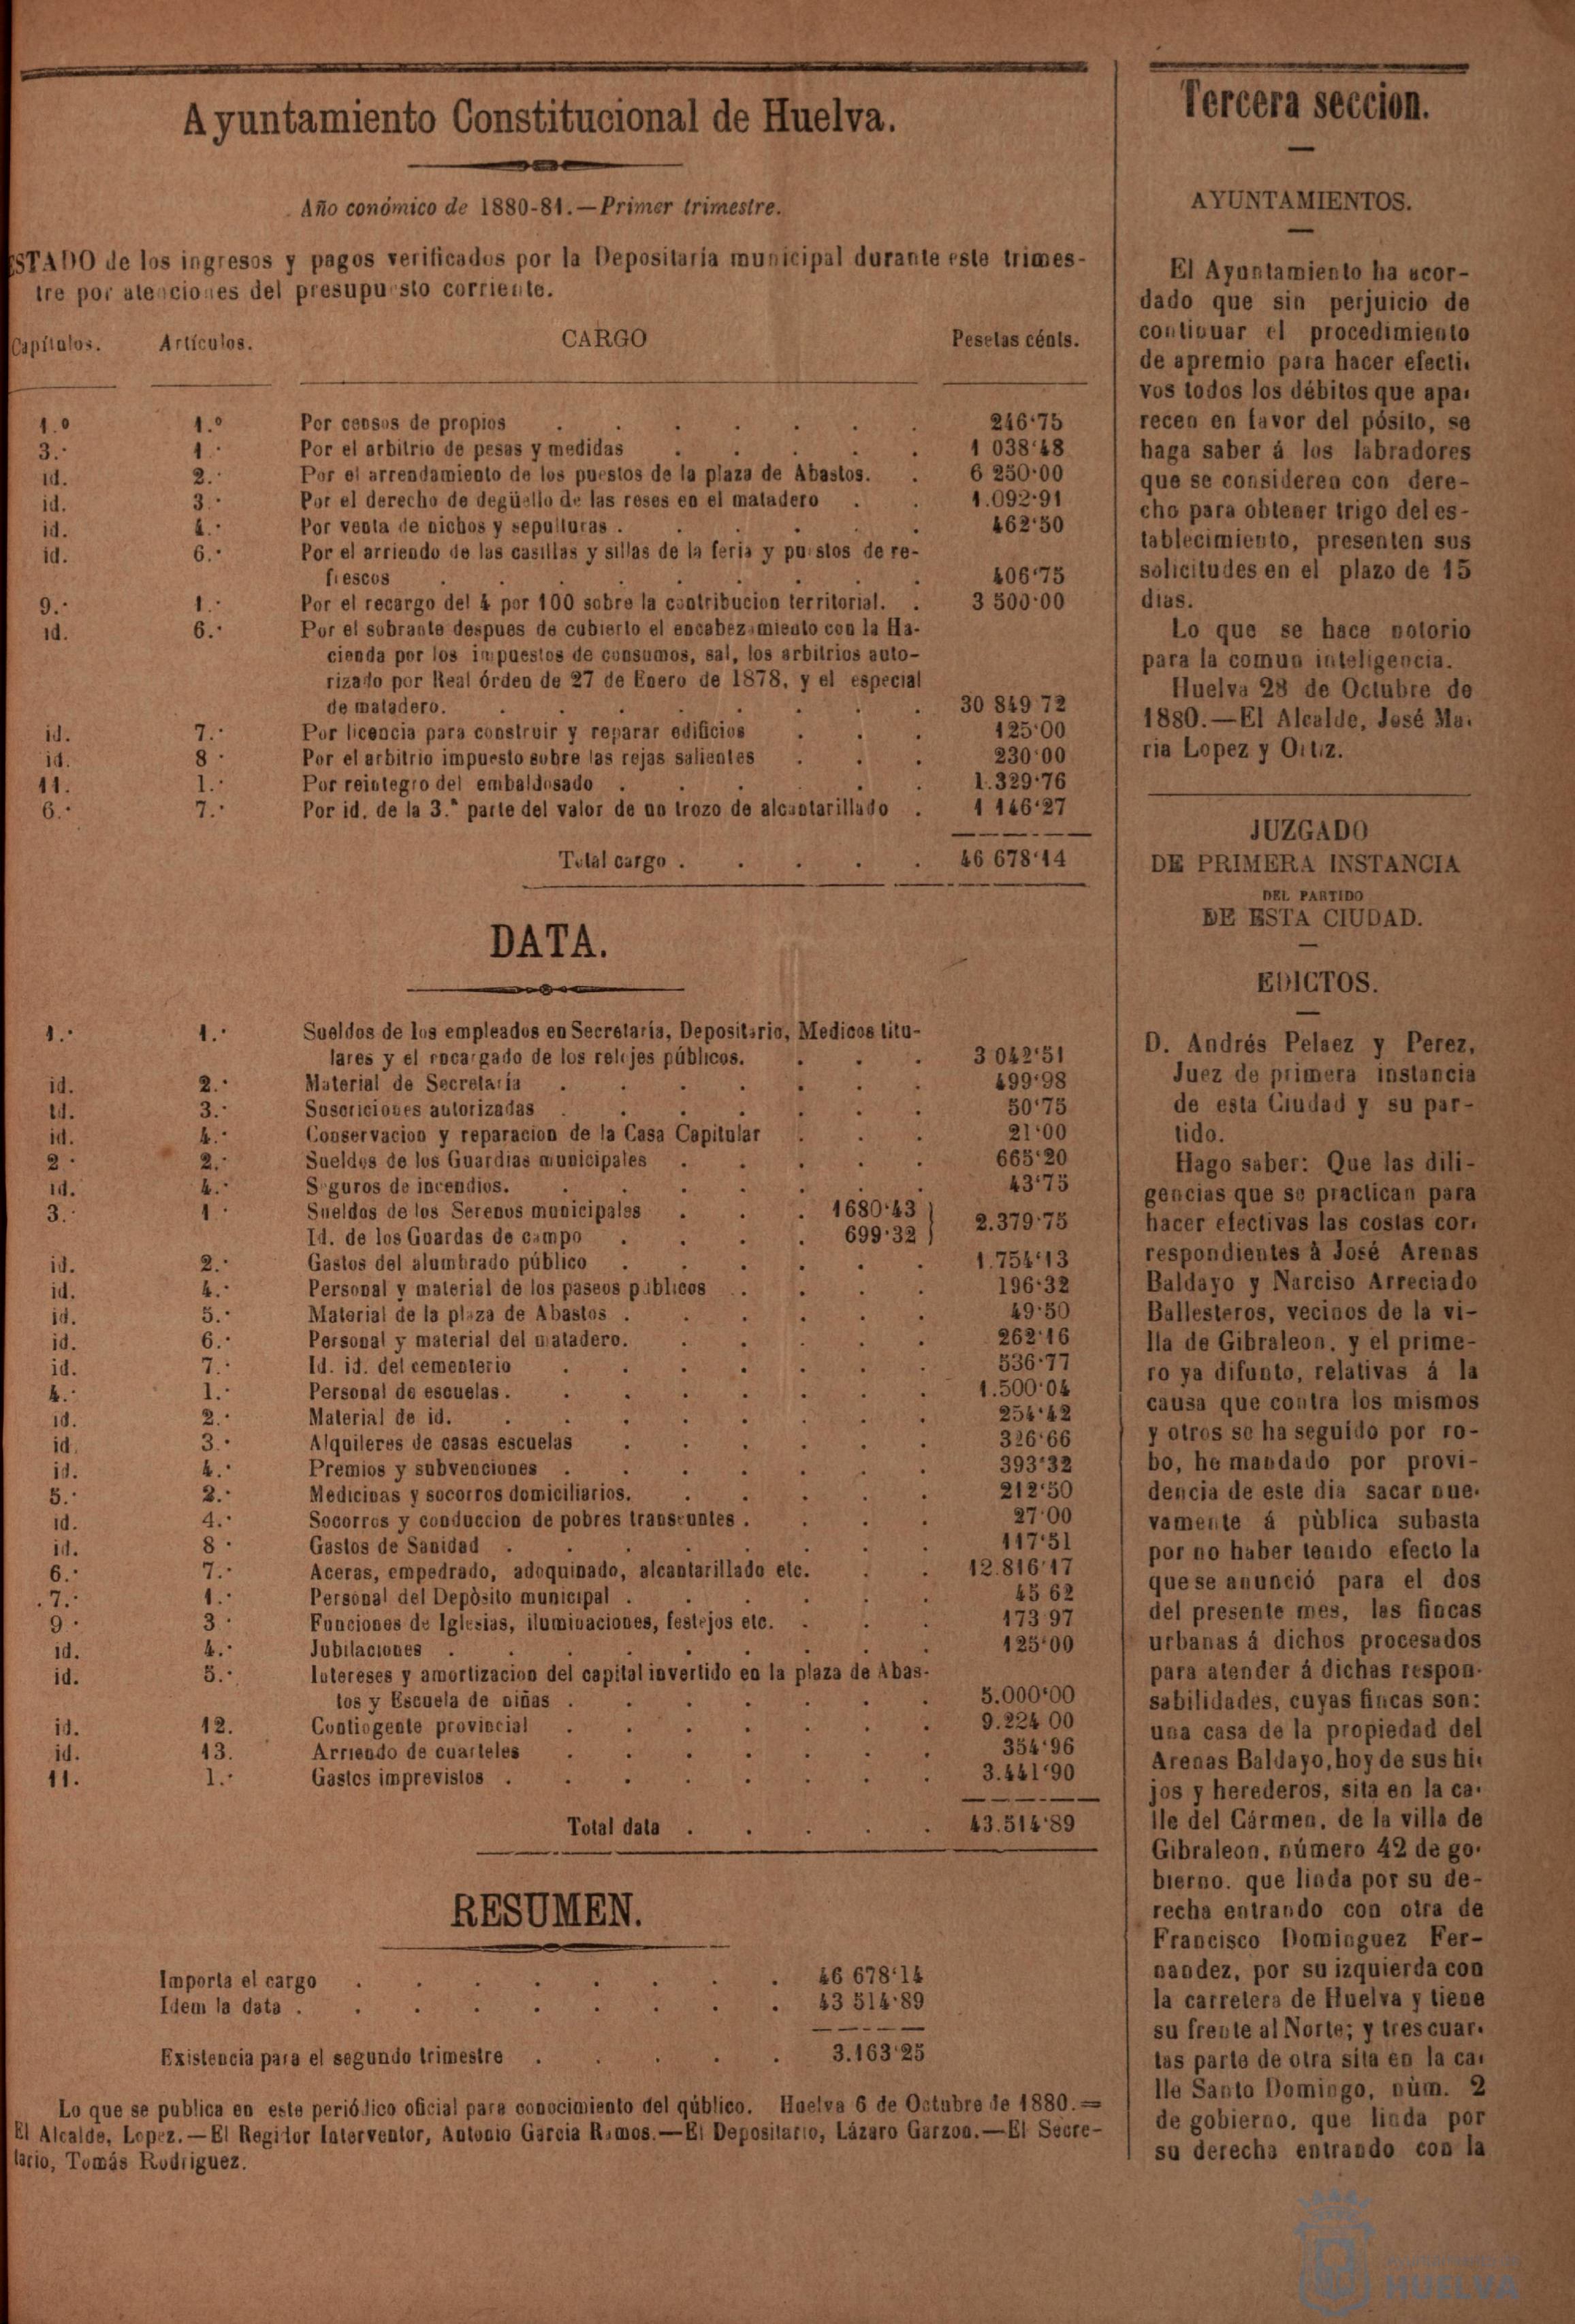 Ayuntamiento Constitucional de Huelva.
Año conómico de 1880-81.—Primer trimestre.
ESTADO de los ingresos y pagos verificados por la Depositaría municipal durante este trimes-
tre por atenciones del presupuesto corriente.
Capítulos. Artículos. CARGO Pesetas cénts.
1.º 1.º Por censos de propios . . . . . . . 246'75
3.º 1.º Por el arbitrio de pesas y medidas . . . . . 1 038'48
id. 2.º Por el arrendamiento de los puestos de la plaza de Abastos. . 6 250'00
id. 3.º Por el derecho de degüello de las reses en el matadero . . 1.092'91
id. 4.º Por venta de nichos y sepulturas . . . . . 462'50
id. 6.º Por el arriendo de las casillas y sillas de la feria y puestos de re-
frescos . . . . . . . . . 406'75
9.º 1.º Por el recargo del 4 por 100 sobre la contribucion territorial. . 3 500'00
id. 6.º Por el sobrante despues de cubierto el encabezamiento con la Ha-
cienda por los impuestos de consumos, sal, los arbitrios auto-
rizado por Real órden de 27 de Enero de 1878, y el especial
de matadero. . . . . . . . . 30 849 72
id. 7.º Por licencia para construir y reparar edificios . . . 125'00
id. 8.º Por el arbitrio impuesto sobre las rejas salientes . . . 230'00
11. 1.º Por reintegro del embaldosado . . . . . 1.329'76
6.º 7.º Por id. de la 3.ª parte del valor de un trozo de alcantarillado . 1 146'27
Total cargo . . . . . 46 678'14
DATA.
1.º 1.º Sueldos de los empleados en Secretaría, Depositario, Medicos titu-
lares y el encargado de los relojes públicos. . . . 3 042'51
id. 2.º Material de Secretaría . . . . . . . 499'98
id. 3.º Suscriciones autorizadas . . . . . . . 50'75
id. 4.º Conservacion y reparacion de la Casa Capitular . . . 21'00
2.º 2.º Sueldos de los Guardias municipales . . . . . 665'20
id. 4.º Seguros de incendios. . . . . . . . 43'75
3.º 1.º Sueldos de los Serenos municipales . . . 1680'43 } 2.379'75
Id. de los Guardas de campo . . . . 699'32 }
id. 2.º Gastos del alumbrado público . . . . . . 1.754'13
id. 4.º Personal y material de los paseos públicos . . . . 196'32
id. 5.º Material de la plaza de Abastos . . . . . . 49'50
id. 6.º Personal y material del matadero. . . . . . 262'16
id. 7.º Id. id. del cementerio . . . . . . . 536'77
4.º 1.º Personal de escuelas . . . . . . . . 1.500'04
id. 2.º Material de id. . . . . . . . . 254'42
id. 3.º Alquileres de casas escuelas . . . . . . 326'66
id. 4.º Premios y subvenciones . . . . . . . 393'32
5.º 2.º Medicinas y socorros domiciliarios. . . . . . 212'50
id. 4.º Socorros y conduccion de pobres transeuntes . . . . 27'00
id. 8.º Gastos de Sanidad . . . . . . . . 117'51
6.º 7.º Aceras, empedrado, adoquinado, alcantarillado etc. . . 12.816'17
7.º 1.º Personal del Depòsito municipal . . . . . . 45 62
9.º 3.º Funciones de Iglesias, iluminaciones, festejos etc. . . . 173 97
id. 4.º Jubilaciones . . . . . . . . . 125'00
id. 5.º Intereses y amortizacion del capital invertido en la plaza de Abas-
tos y Escuela de niñas . . . . . . . 5.000'00
id. 12. Contingente provincial . . . . . . . 9.224 00
id. 13. Arriendo de cuarteles . . . . . . . 354'96
11. 1.º Gastos imprevistos . . . . . . . . 3.441'90
Total data . . . . . 43.514'89
RESUMEN.
Importa el cargo . . . . . . . . 46 678'14
Idem la data . . . . . . . . . 43 514'89
Existencia para el segundo trimestre . . . . . 3.163'25
Lo que se publica en este periódico oficial para conocimiento del qúblico. Huelva 6 de Octubre de 1880.=
El Alcalde, Lopez.—El Regidor Interventor, Antonio Garcia Ramos.—El Depositario, Lázaro Garzon.—El Secre-
tario, Tomás Rodriguez.
Tercera seccion.
AYUNTAMIENTOS.
El Ayuntamiento ha acor-
dado que sin perjuicio de
continuar el procedimiento
de apremio para hacer efecti-
vos todos los débitos que apa-
recen en favor del pósito, se
haga saber á los labradores
que se consideren con dere-
cho para obtener trigo del es-
tablecimiento, presenten sus
solicitudes en el plazo de 15
dias.
Lo que se hace notorio
para la comun inteligencia.
Huelva 28 de Octubre de
1880.—El Alcalde, José Ma-
ria Lopez y Ortiz.
JUZGADO
DE PRIMERA INSTANCIA
DEL PARTIDO
DE ESTA CIUDAD.
EDICTOS.
D. Andrés Pelaez y Perez,
Juez de primera instancia
de esta Ciudad y su par-
tido.
Hago saber: Que las dili-
gencias que se practican para
hacer efectivas las costas cor-
respondientes à José Arenas
Baldayo y Narciso Arreciado
Ballesteros, vecinos de la vi-
lla de Gibraleon, y el prime-
ro ya difunto, relativas á la
causa que contra los mismos
y otros se ha seguido por ro-
bo, he mandado por provi-
dencia de este dia sacar nue-
vamente á pùblica subasta
por no haber tenido efecto la
que se anunció para el dos
del presente mes, las fincas
urbanas á dichos procesados
para atender á dichas respon-
sabilidades, cuyas fincas son:
una casa de la propiedad del
Arenas Baldayo, hoy de sus hi-
jos y herederos, sita en la ca-
lle del Cármen, de la villa de
Gibraleon, número 42 de go-
bierno. que linda por su de-
recha entrando con otra de
Francisco Dominguez Fer-
nandez, por su izquierda con
la carretera de Huelva y tiene
su frente al Norte; y tres cuar-
tas parte de otra sita en la ca-
lle Santo Domingo, nùm. 2
de gobierno, que linda por
su derecha entrando con la
HUELVA